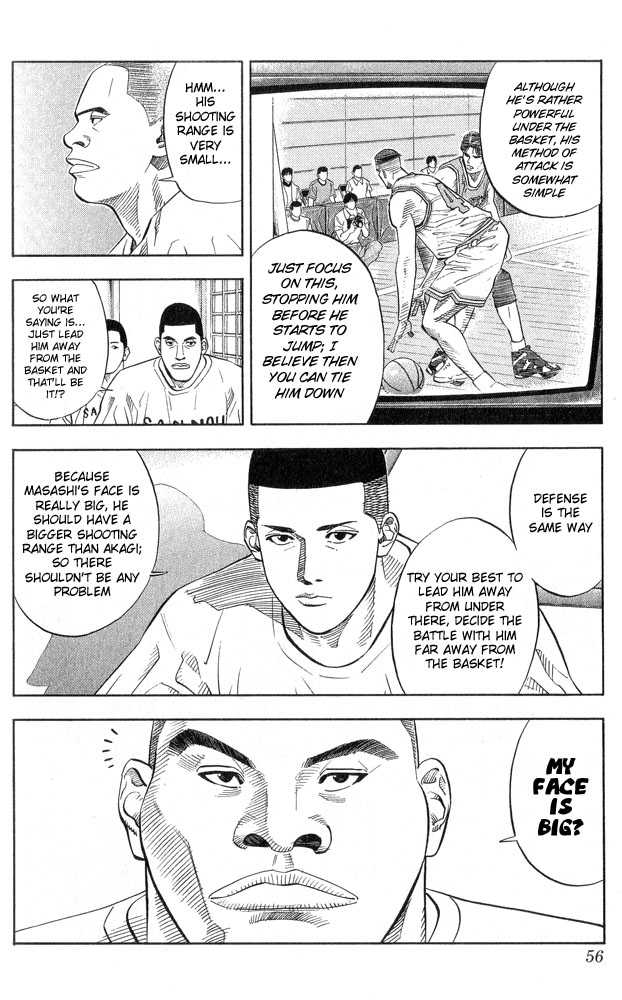 ALTHOUGH
HE'S RATHER
POWERFUL
UNDER THE
BASKET, HIS
METHOD OF
ATTACK IS
SOMEWHAT
SIMPLE
4
JUST FOCUS
ON THIS,
STOPPING HIM
BEFORE HE
STARTS TO
JUMP; I
BELIEVE THEN
YOU CAN TIE
HIM DOWN
HMM...
HIS
SHOOTING
RANGE IS
VERY
SMALL...
SO WHAT
YOU'RE
SAYING IS...
JUST LEAD
HIM AWAY
FROM THE
BASKET AND
THAT'LL BE
IT!?
SA
DEFENSE
IS THE
SAME WAY
TRY YOUR BEST TO
LEAD HIM AWAY
FROM UNDER
THERE, DECIDE THE
BATTLE WITH HIM
FAR AWAY FROM
THE BASKET!
BECAUSE
MASASHI'S FACE IS
REALLY BIG, HE
SHOULD HAVE A
BIGGER SHOOTING
RANGE THAN AKAGI;
SO THERE
SHOULDN'T BE ANY
PROBLEM
MY
FACE
IS
BIG?
56